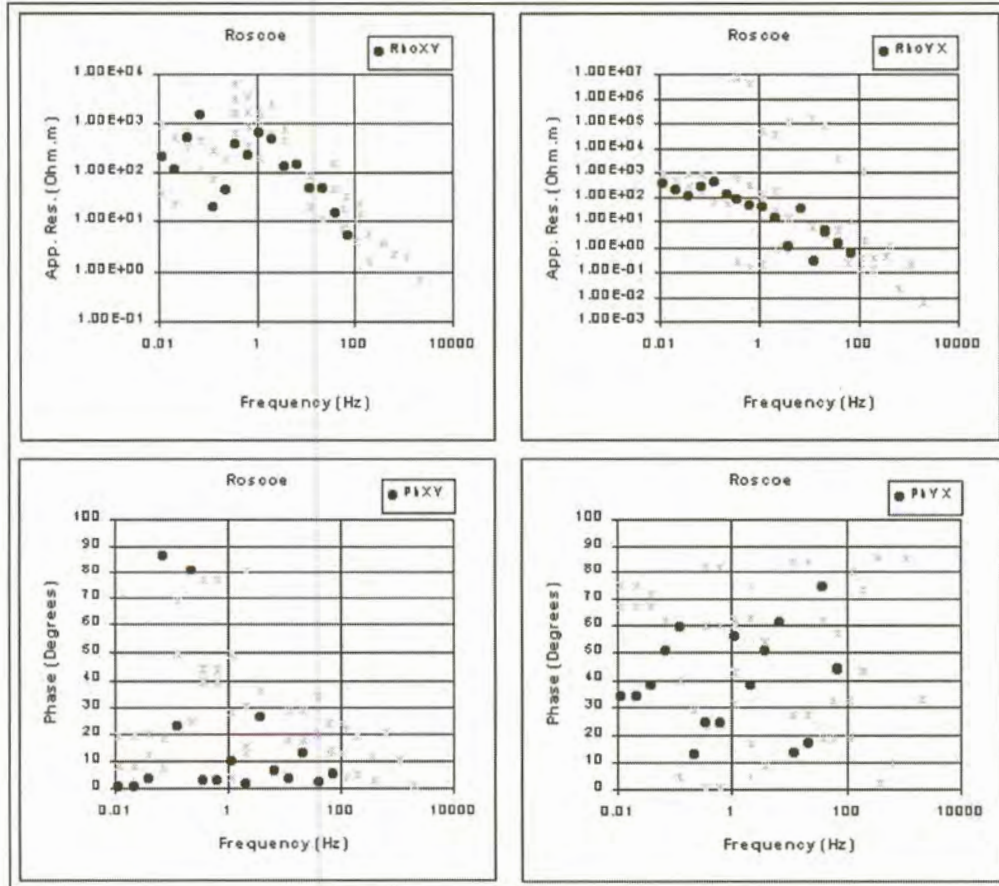 Roscoe
RhoXY
1.00E+04
1.00E+03
1.00E+02
1.00E+01
1.00E+00
1.00E-01
App. Res. (Ohm.m)
0.01 1 100 10000
Frequency (Hz)
Roscoe
RhoYX
1.00E+07
1.00E+06
1.00E+05
1.00E+04
1.00E+03
1.00E+02
1.00E+01
1.00E+00
1.00E-01
1.00E-02
1.00E-03
App. Res. (Ohm.m)
0.01 1 100 10000
Frequency (Hz)
Roscoe
PhXY
100
90
80
70
60
50
40
30
20
10
0
Phase (Degrees)
0.01 1 100 10000
Frequency (Hz)
Roscoe
PhYX
100
90
80
70
60
50
40
30
20
10
0
Phase (Degrees)
0.01 1 100 10000
Frequency (Hz)